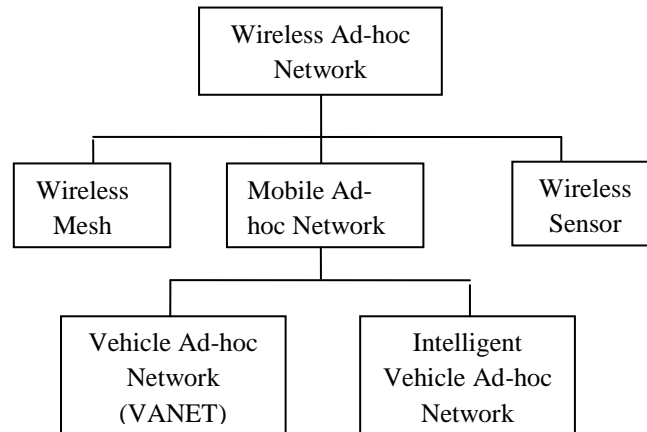 Wireless Ad-hoc
Network
Wireless
Mesh
Mobile Ad-
hoc Network
Wireless
Sensor
Vehicle Ad-hoc
Network
(VANET)
Intelligent
Vehicle Ad-hoc
Network